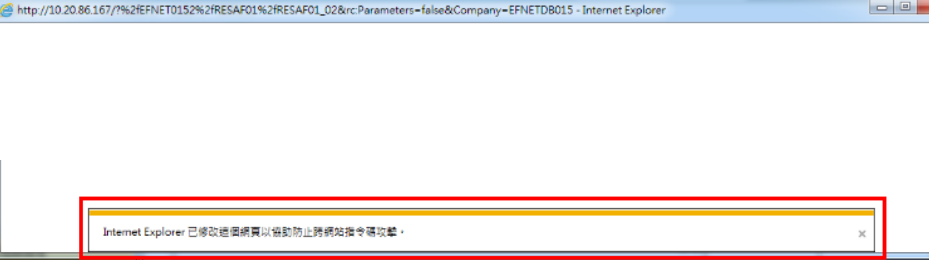 http://10.20.86.167/?%2fEFNET0152%2fRESAF01%2fRESAF01_02&rc:Parameters=false&Company=EFNETDB015 - Internet Explorer
Internet Explorer 已修改這個網頁以協助防止跨網站指令碼攻擊。